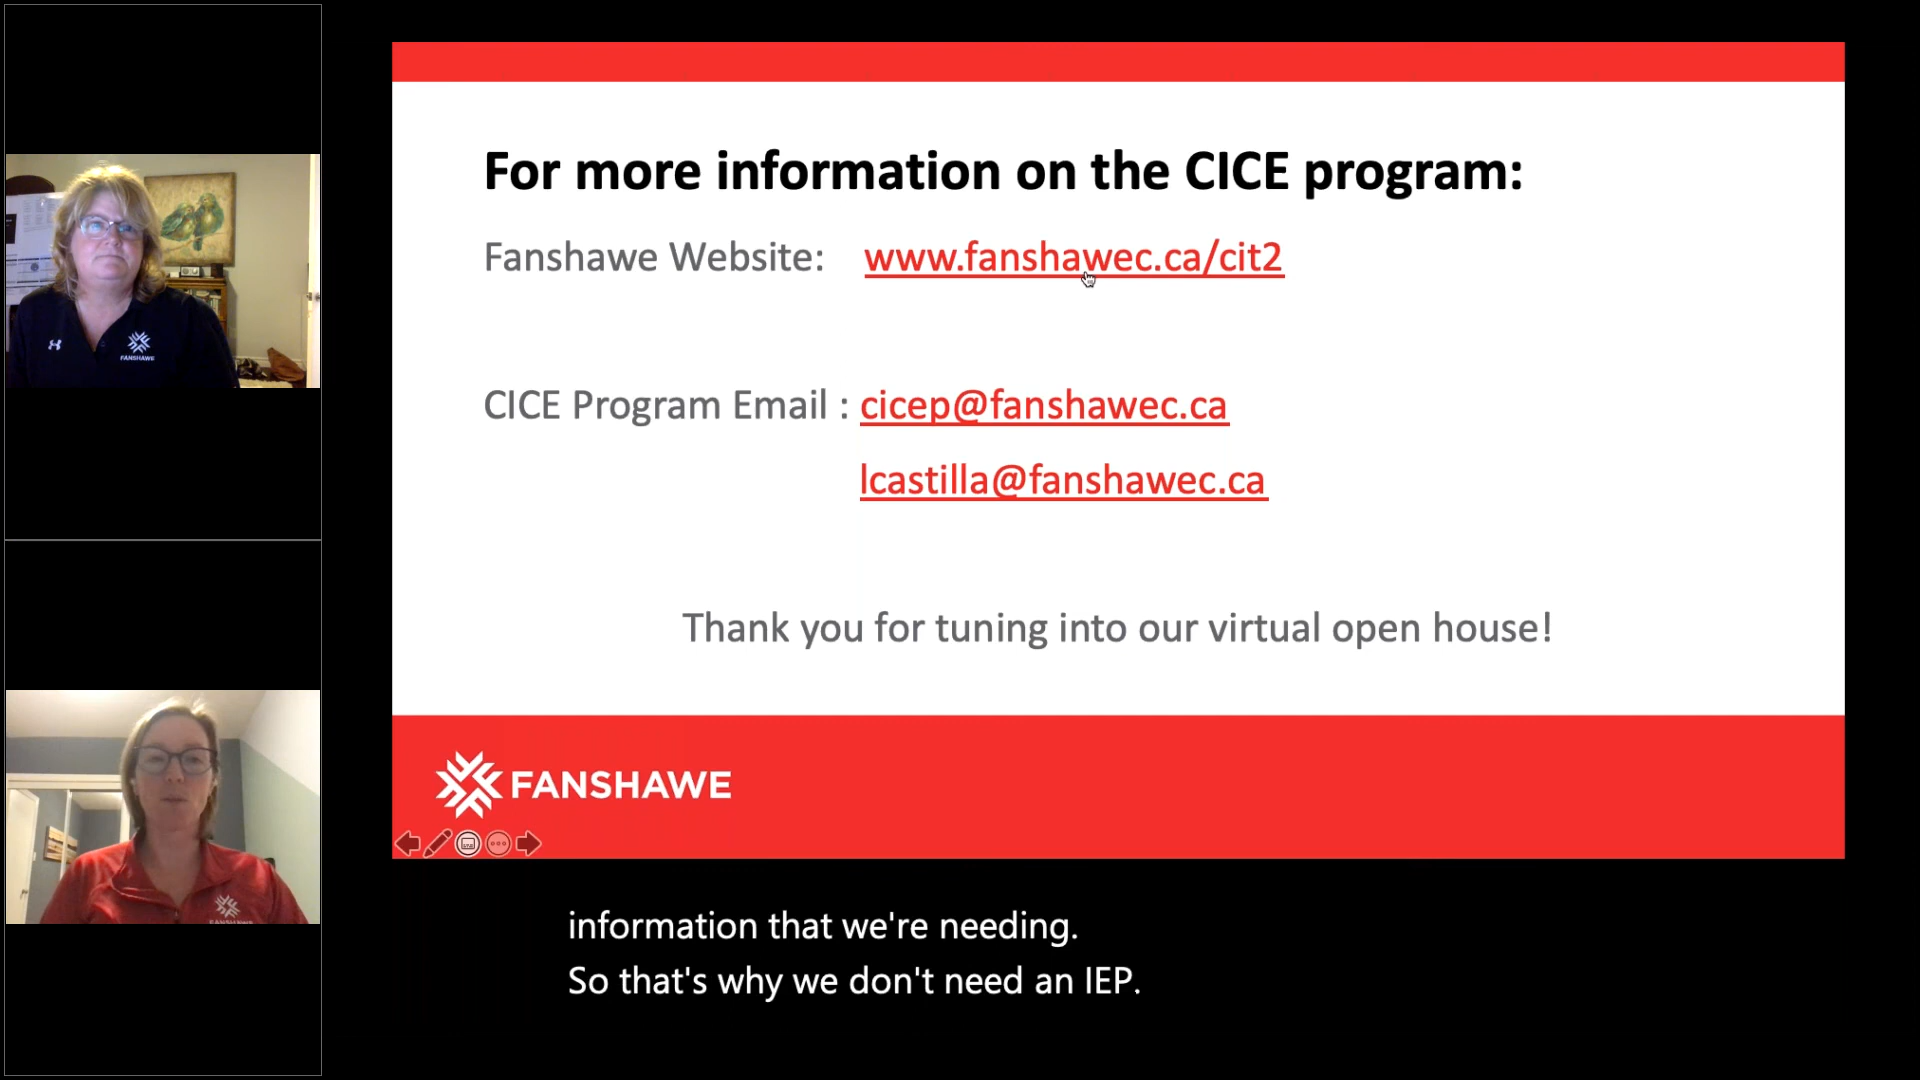 For more information on the CICE program:
Fanshawe Website: www.fanshawec.ca/cit2
CICE Program Email : cicep@fanshawec.ca
lcastilla@fanshawec.ca
Thank you for tuning into our virtual open house!
FANSHAWE
FANSHAWE
FANSHAWE
information that we're needing.
So that's why we don't need an IEP.